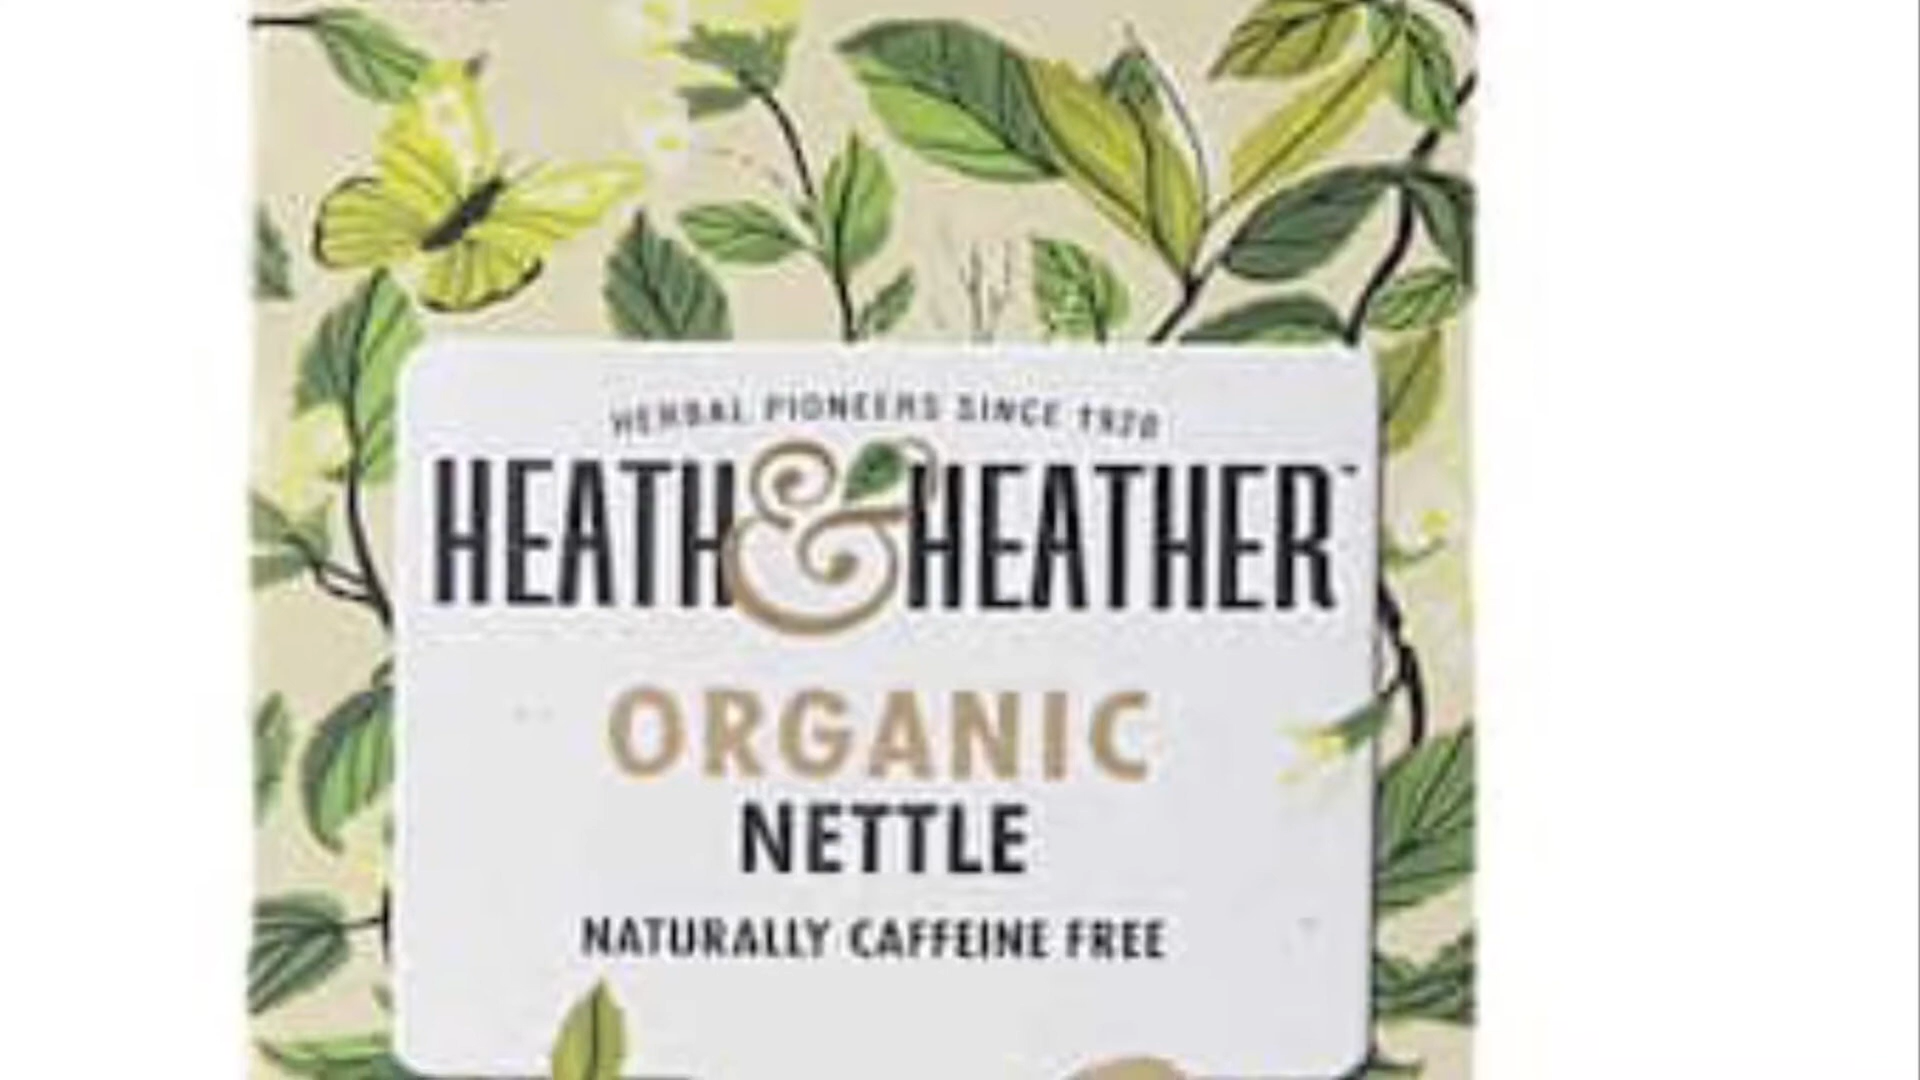 HERBAL PIONEERS SINCE 1920
HEATH & HEATHER™
ORGANIC
NETTLE
NATURALLY CAFFEINE FREE